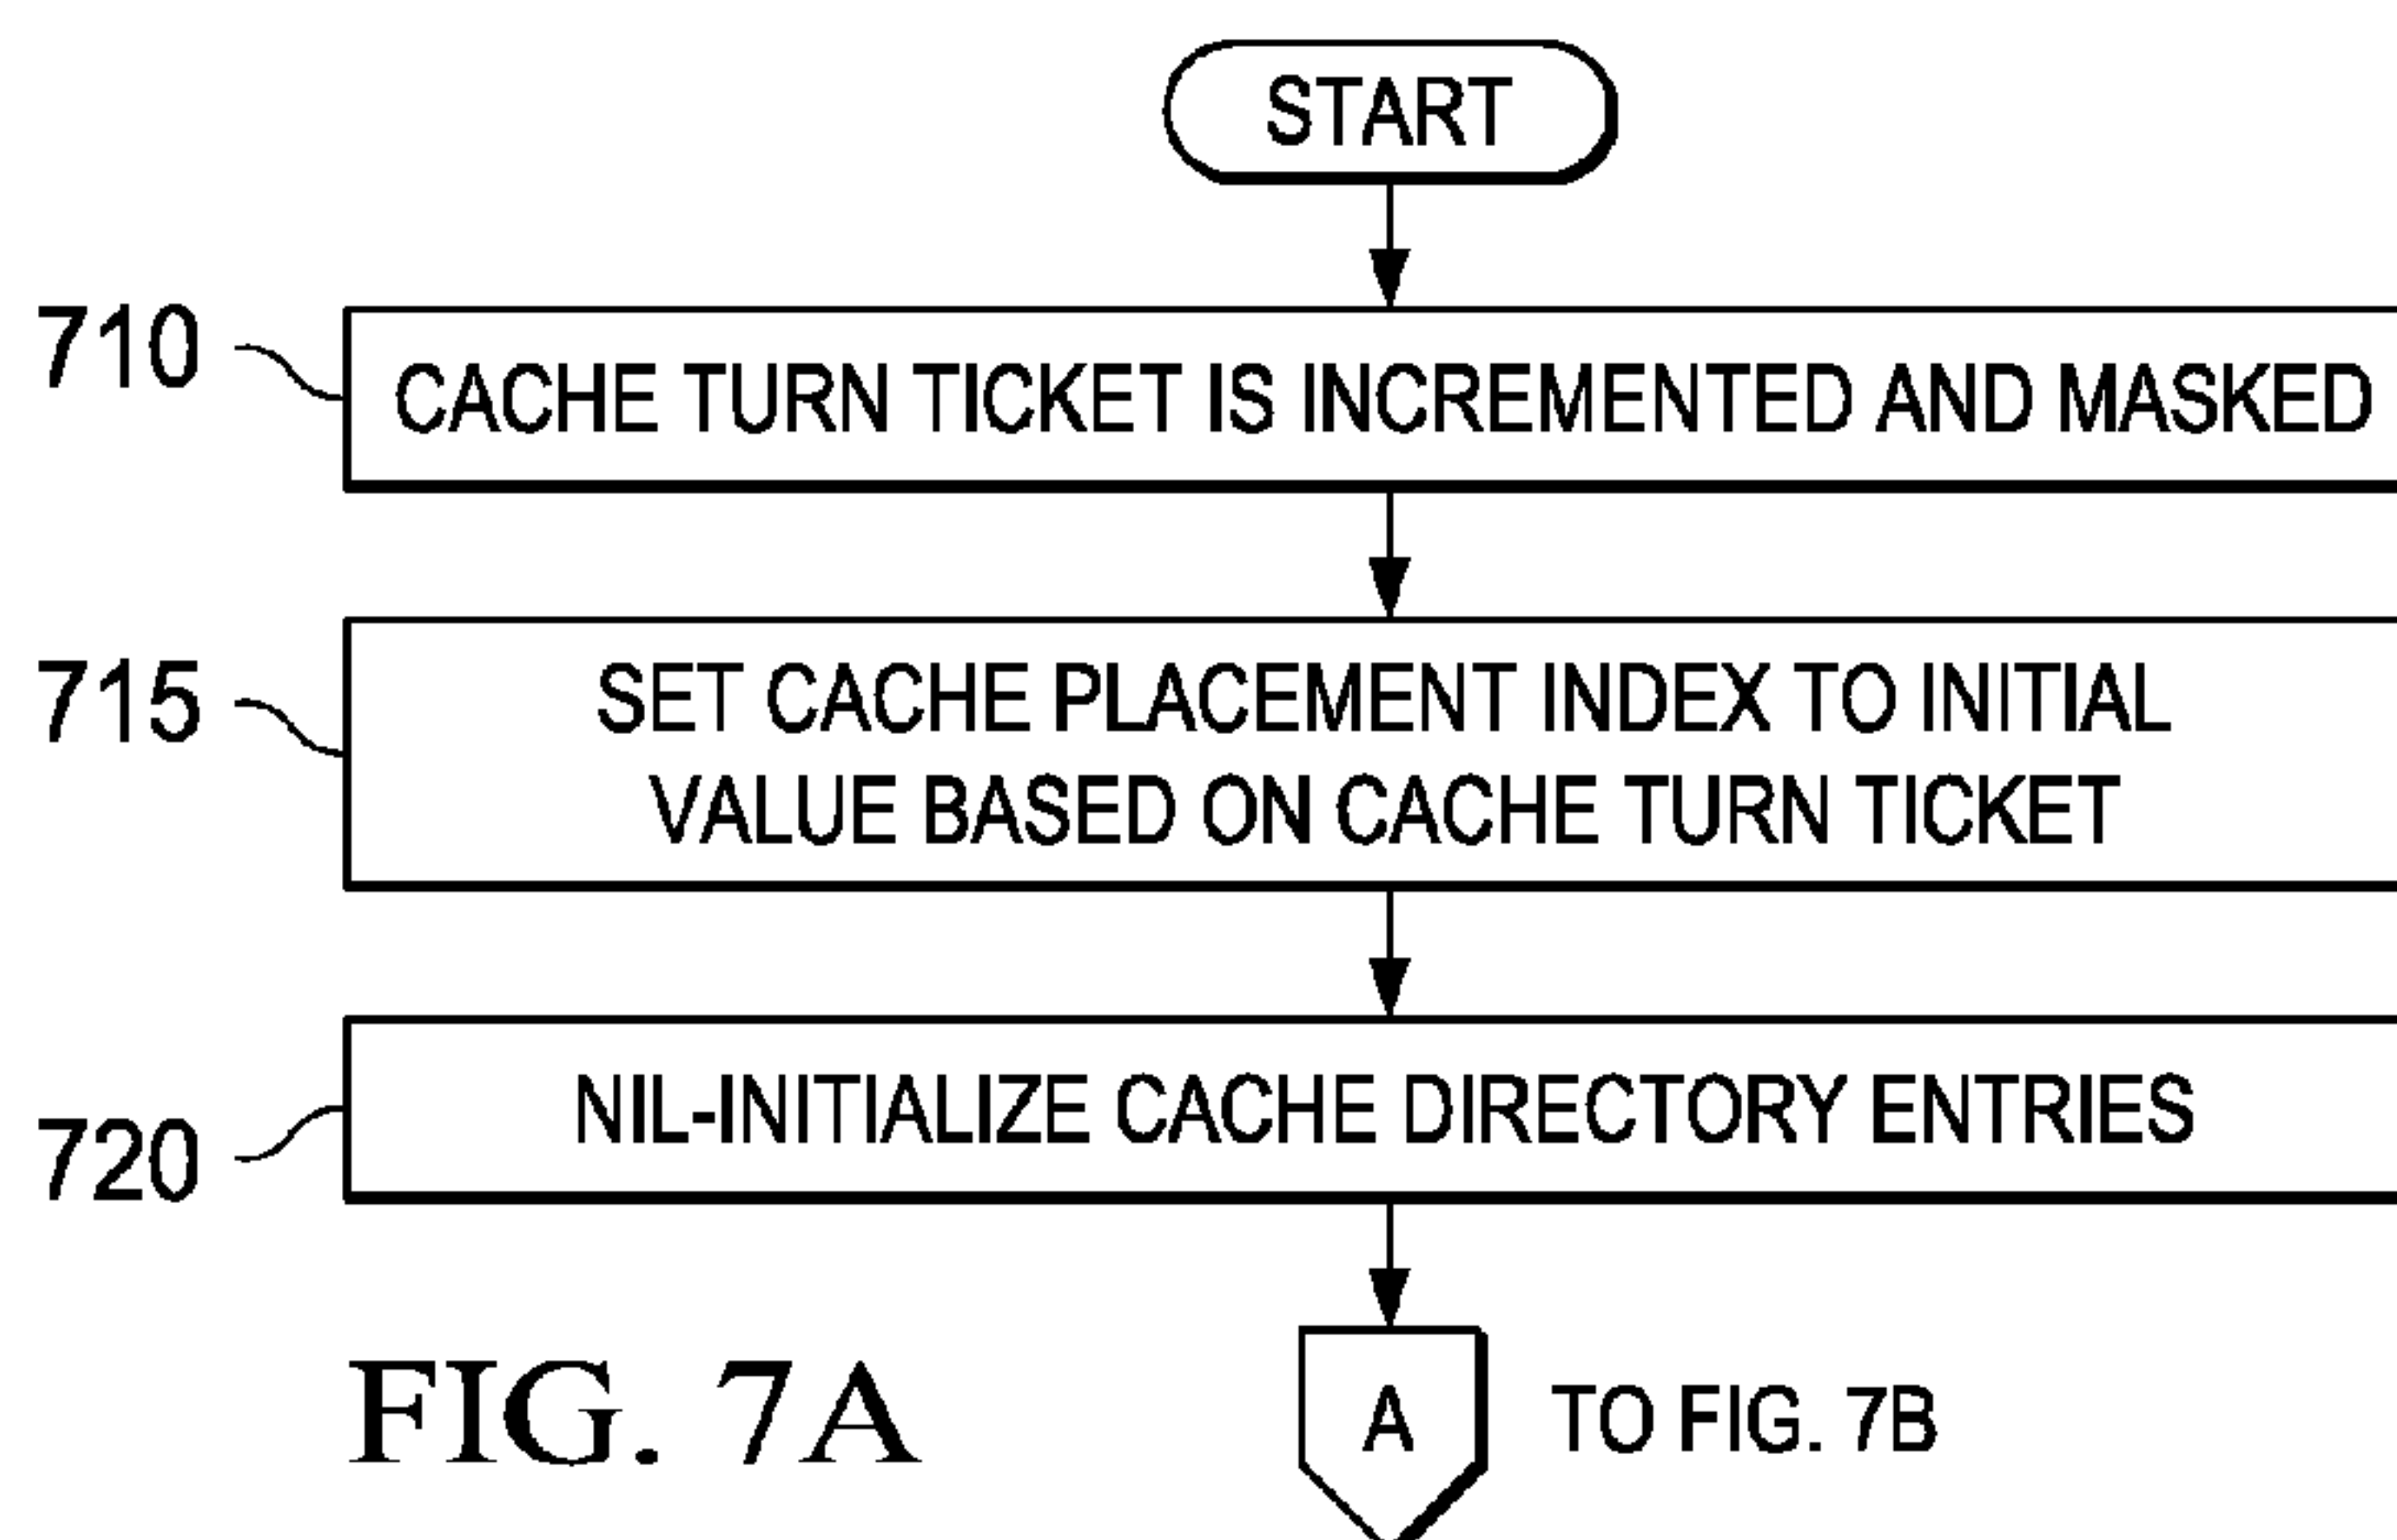 START
710
CACHE TURN TICKET IS INCREMENTED AND MASKED
715
SET CACHE PLACEMENT INDEX TO INITIAL
VALUE BASED ON CACHE TURN TICKET
720
NIL-INITIALIZE CACHE DIRECTORY ENTRIES
FIG. 7A
A
TO FIG. 7B